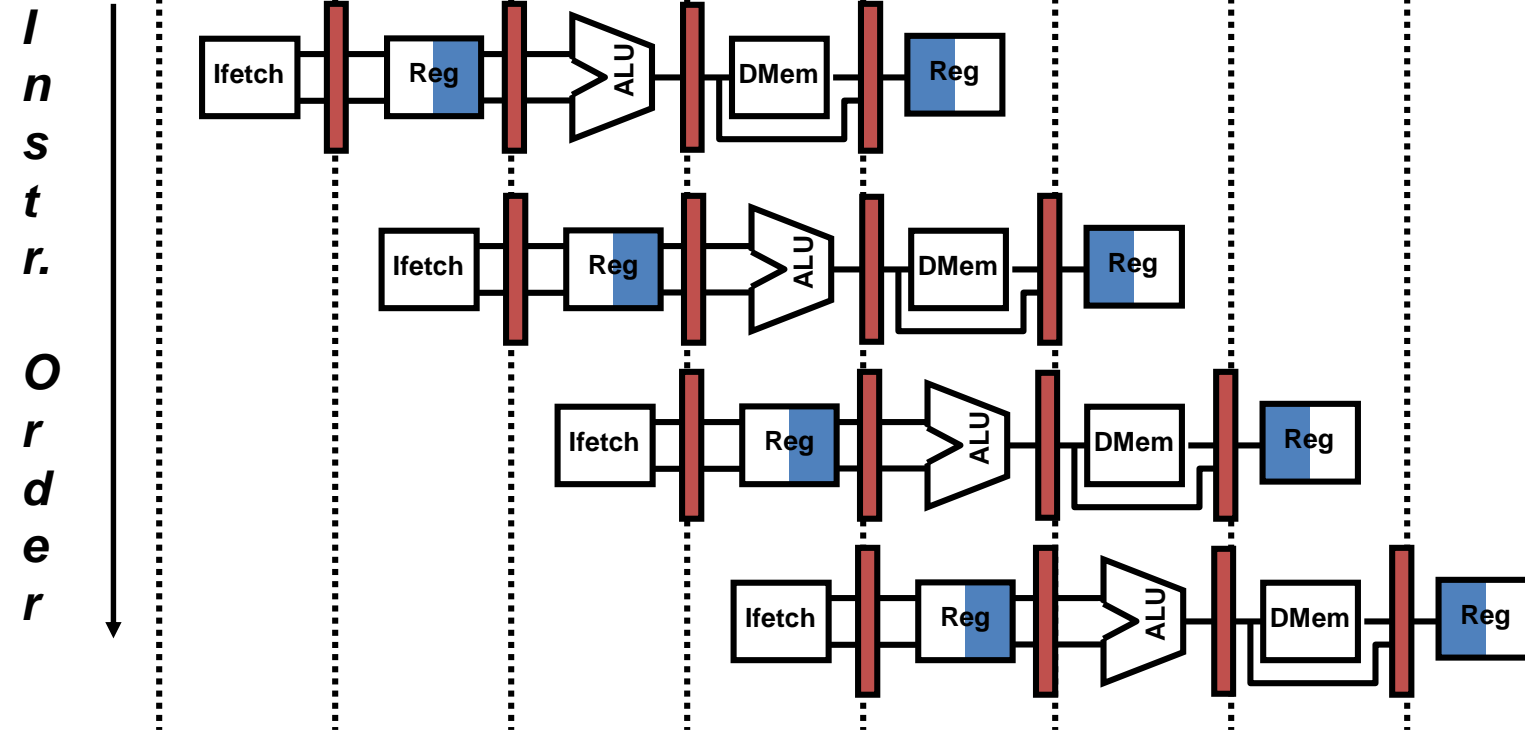 I
n
s
t
r.
O
r
d
e
r
Ifetch Reg ALU DMem Reg
Ifetch Reg ALU DMem Reg
Ifetch Reg ALU DMem Reg
Ifetch Reg ALU DMem Reg